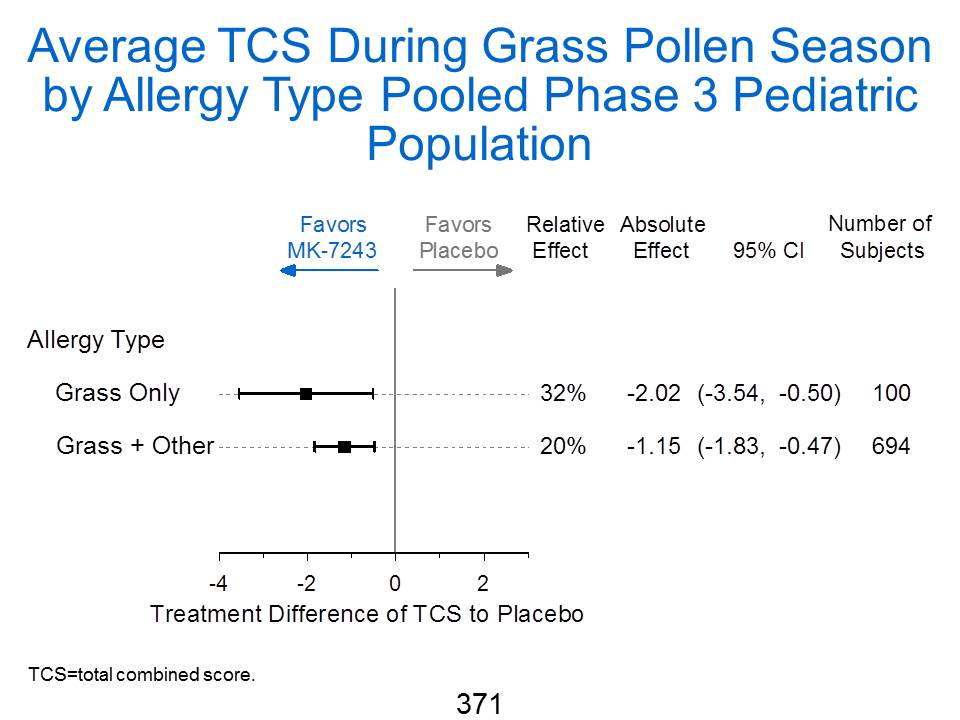 Average TCS During Grass Pollen Season
by Allergy Type Pooled Phase 3 Pediatric
Population
Favors Favors Relative Absolute Number of
MK-7243 Placebo Effect Effect 95% CI Subjects
Allergy Type
Grass Only 32% -2.02 (-3.54, -0.50) 100
Grass + Other 20% -1.15 (-1.83, -0.47) 694
-4 -2 0 2
Treatment Difference of TCS to Placebo
TCS=total combined score.
371